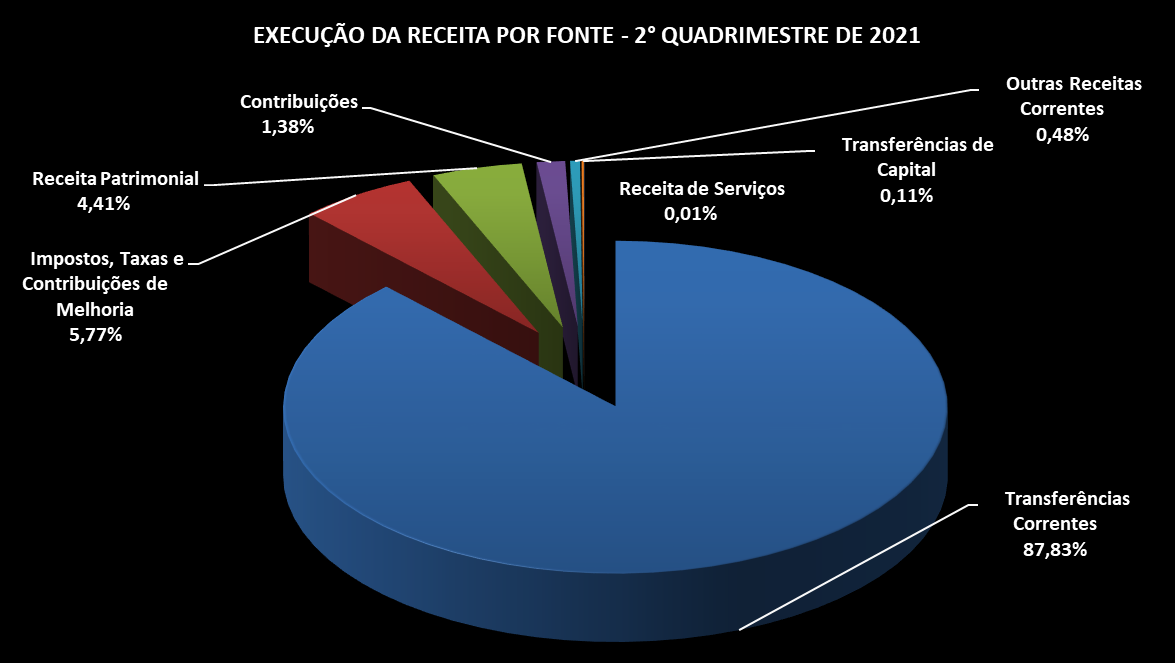 EXECUÇÃO DA RECEITA POR FONTE - 2° QUADRIMESTRE DE 2021
Outras Receitas
Correntes
0,48%
Contribuições
1,38%
Transferências de
Capital
0,11%
Receita Patrimonial
4,41%
Receita de Serviços
0,01%
Impostos, Taxas e
Contribuições de
Melhoria
5,77%
Transferências
Correntes
87,83%